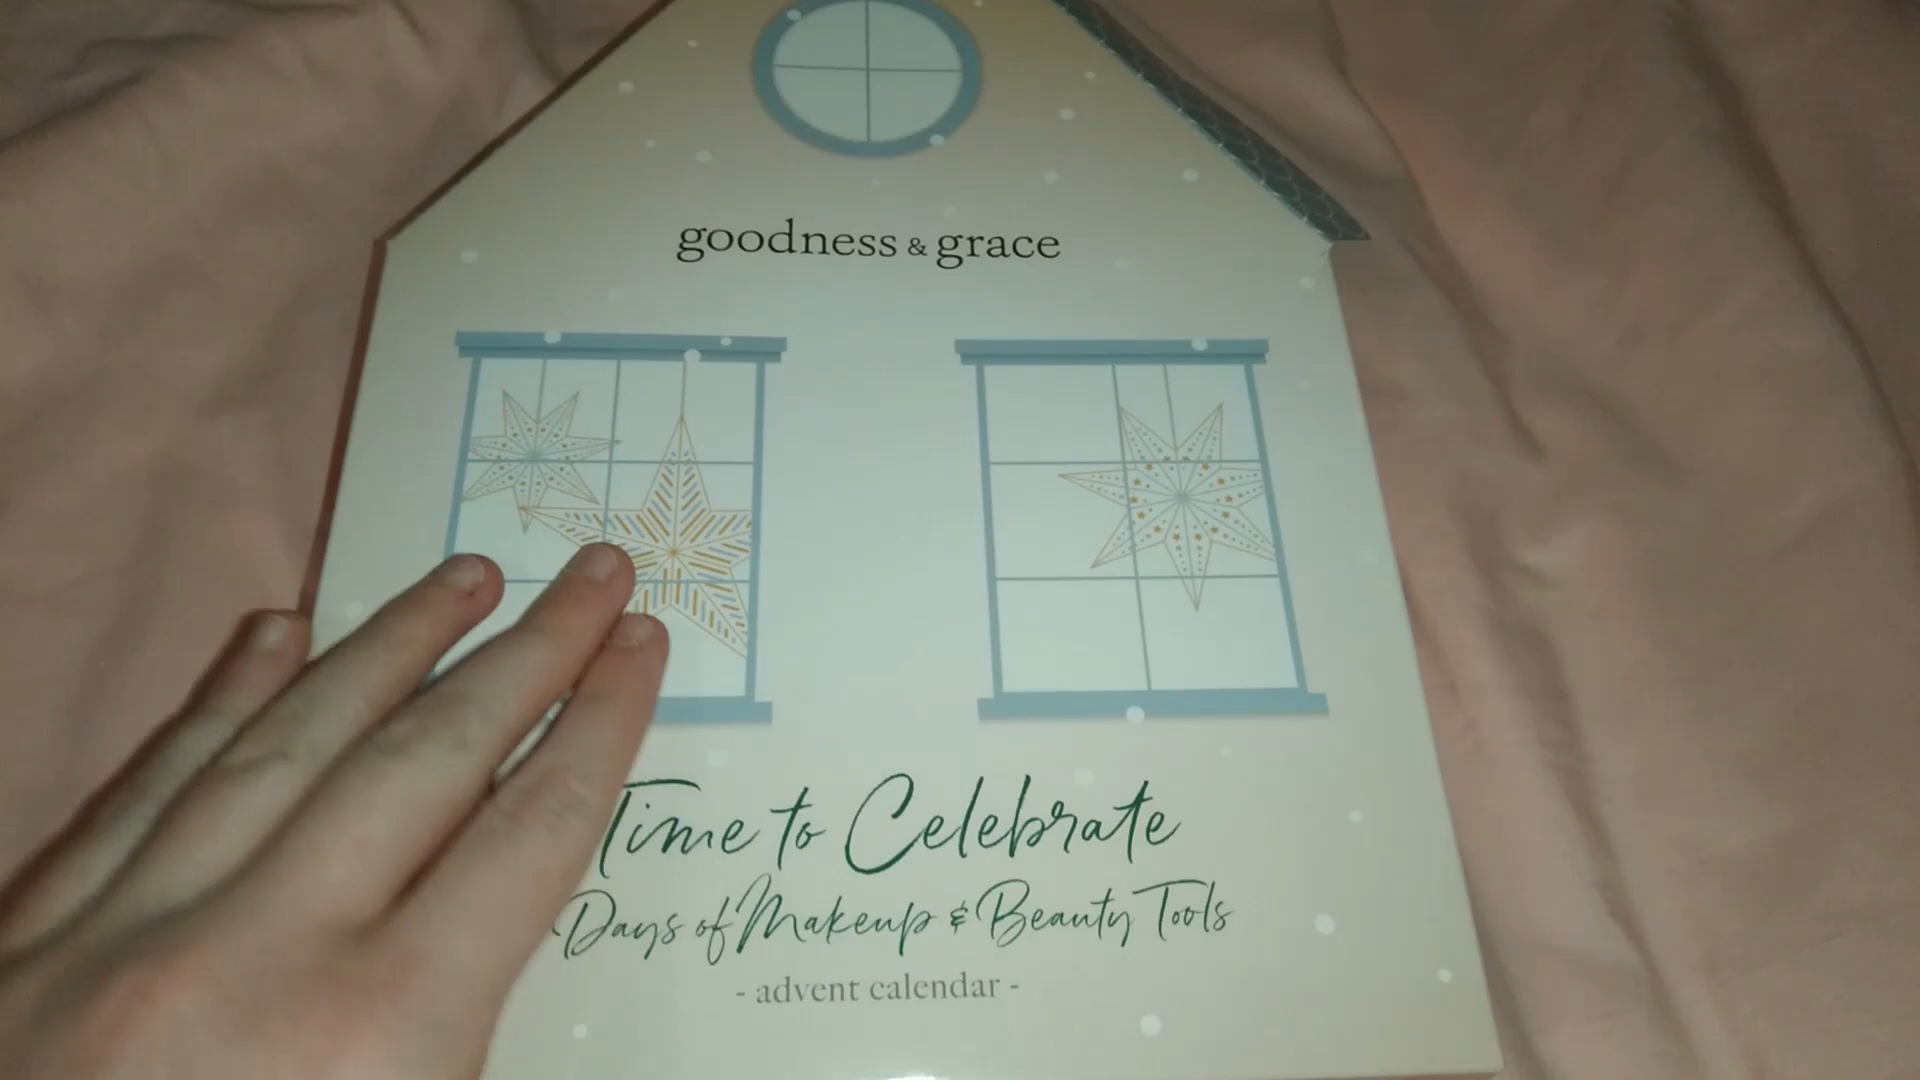 goodness & grace
Time to Celebrate
Days of Makeup & Beauty Tools
- advent calendar -